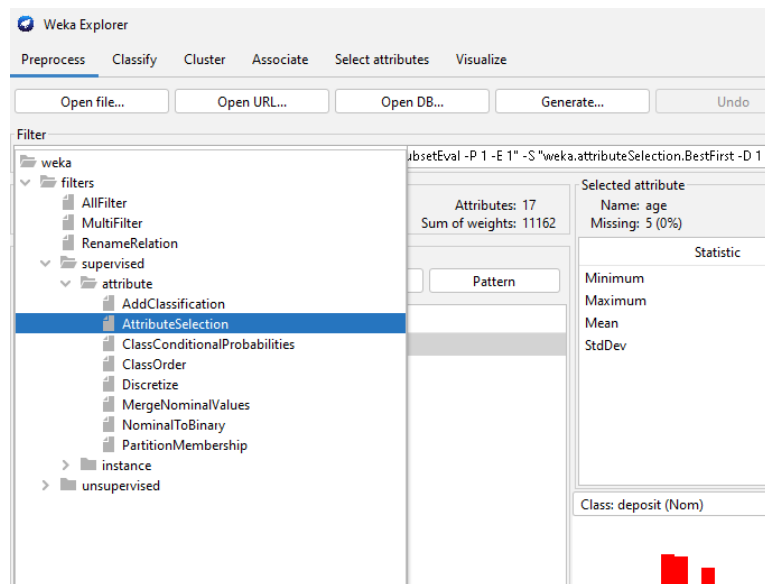 Weka Explorer
Preprocess Classify Cluster Associate Select attributes Visualize
Open file... Open URL... Open DB... Generate... Undo
Filter
weka
filters
AllFilter
MultiFilter
RenameRelation
supervised
attribute
AddClassification
AttributeSelection
ClassConditionalProbabilities
ClassOrder
Discretize
MergeNominalValues
NominalToBinary
PartitionMembership
instance
unsupervised
ubsetEval -P 1 -E 1" -S "weka.attributeSelection.BestFirst -D 1
Attributes: 17
Sum of weights: 11162
Pattern
Selected attribute
Name: age
Missing: 5 (0%)
Statistic
Minimum
Maximum
Mean
StdDev
Class: deposit (Nom)